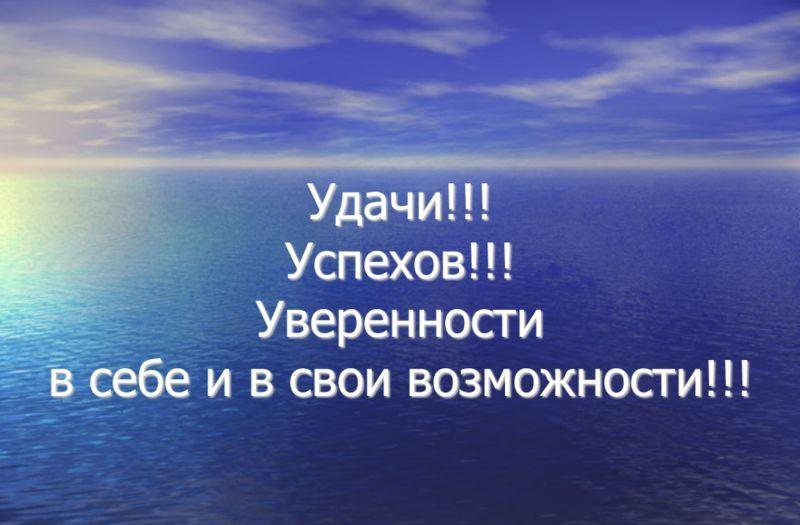 Удачи!!!
Успехов!!!
Уверенности
в себе и в свои возможности!!!